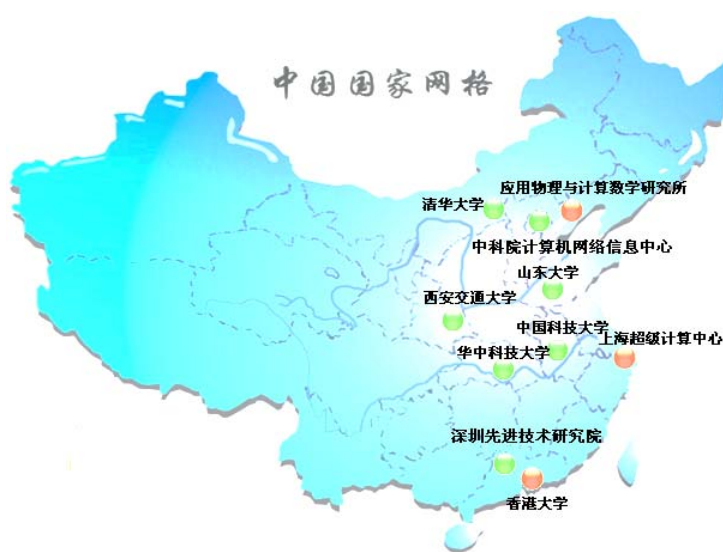 中国国家网格
应用物理与计算数学研究所
清华大学
中科院计算机网络信息中心
山东大学
西安交通大学
中国科技大学
上海超级计算中心
华中科技大学
深圳先进技术研究院
香港大学